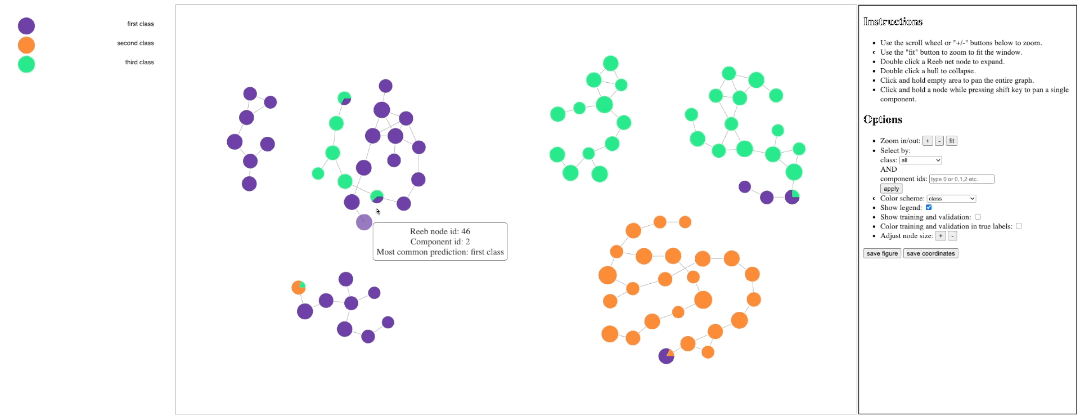 first class
second class
third class
Reeb node id: 46
Component id: 2
Most common prediction: first class
Instructions
Use the scroll wheel or "+/-" buttons below to zoom.
Use the "fit" button to zoom to fit the window.
Double click a Reeb net node to expand.
Double click a hull to collapse.
Click and hold empty area to pan the entire graph.
Click and hold a node while pressing shift key to pan a single
component.
Options
Zoom in/out: + - fit
Select by:
class: all
AND
component ids: type 0 or 0,1,2 etc.
apply
Color scheme: class
Show legend:
Show training and validation:
Color training and validation in true labels:
Adjust node size: + -
save figure save coordinates